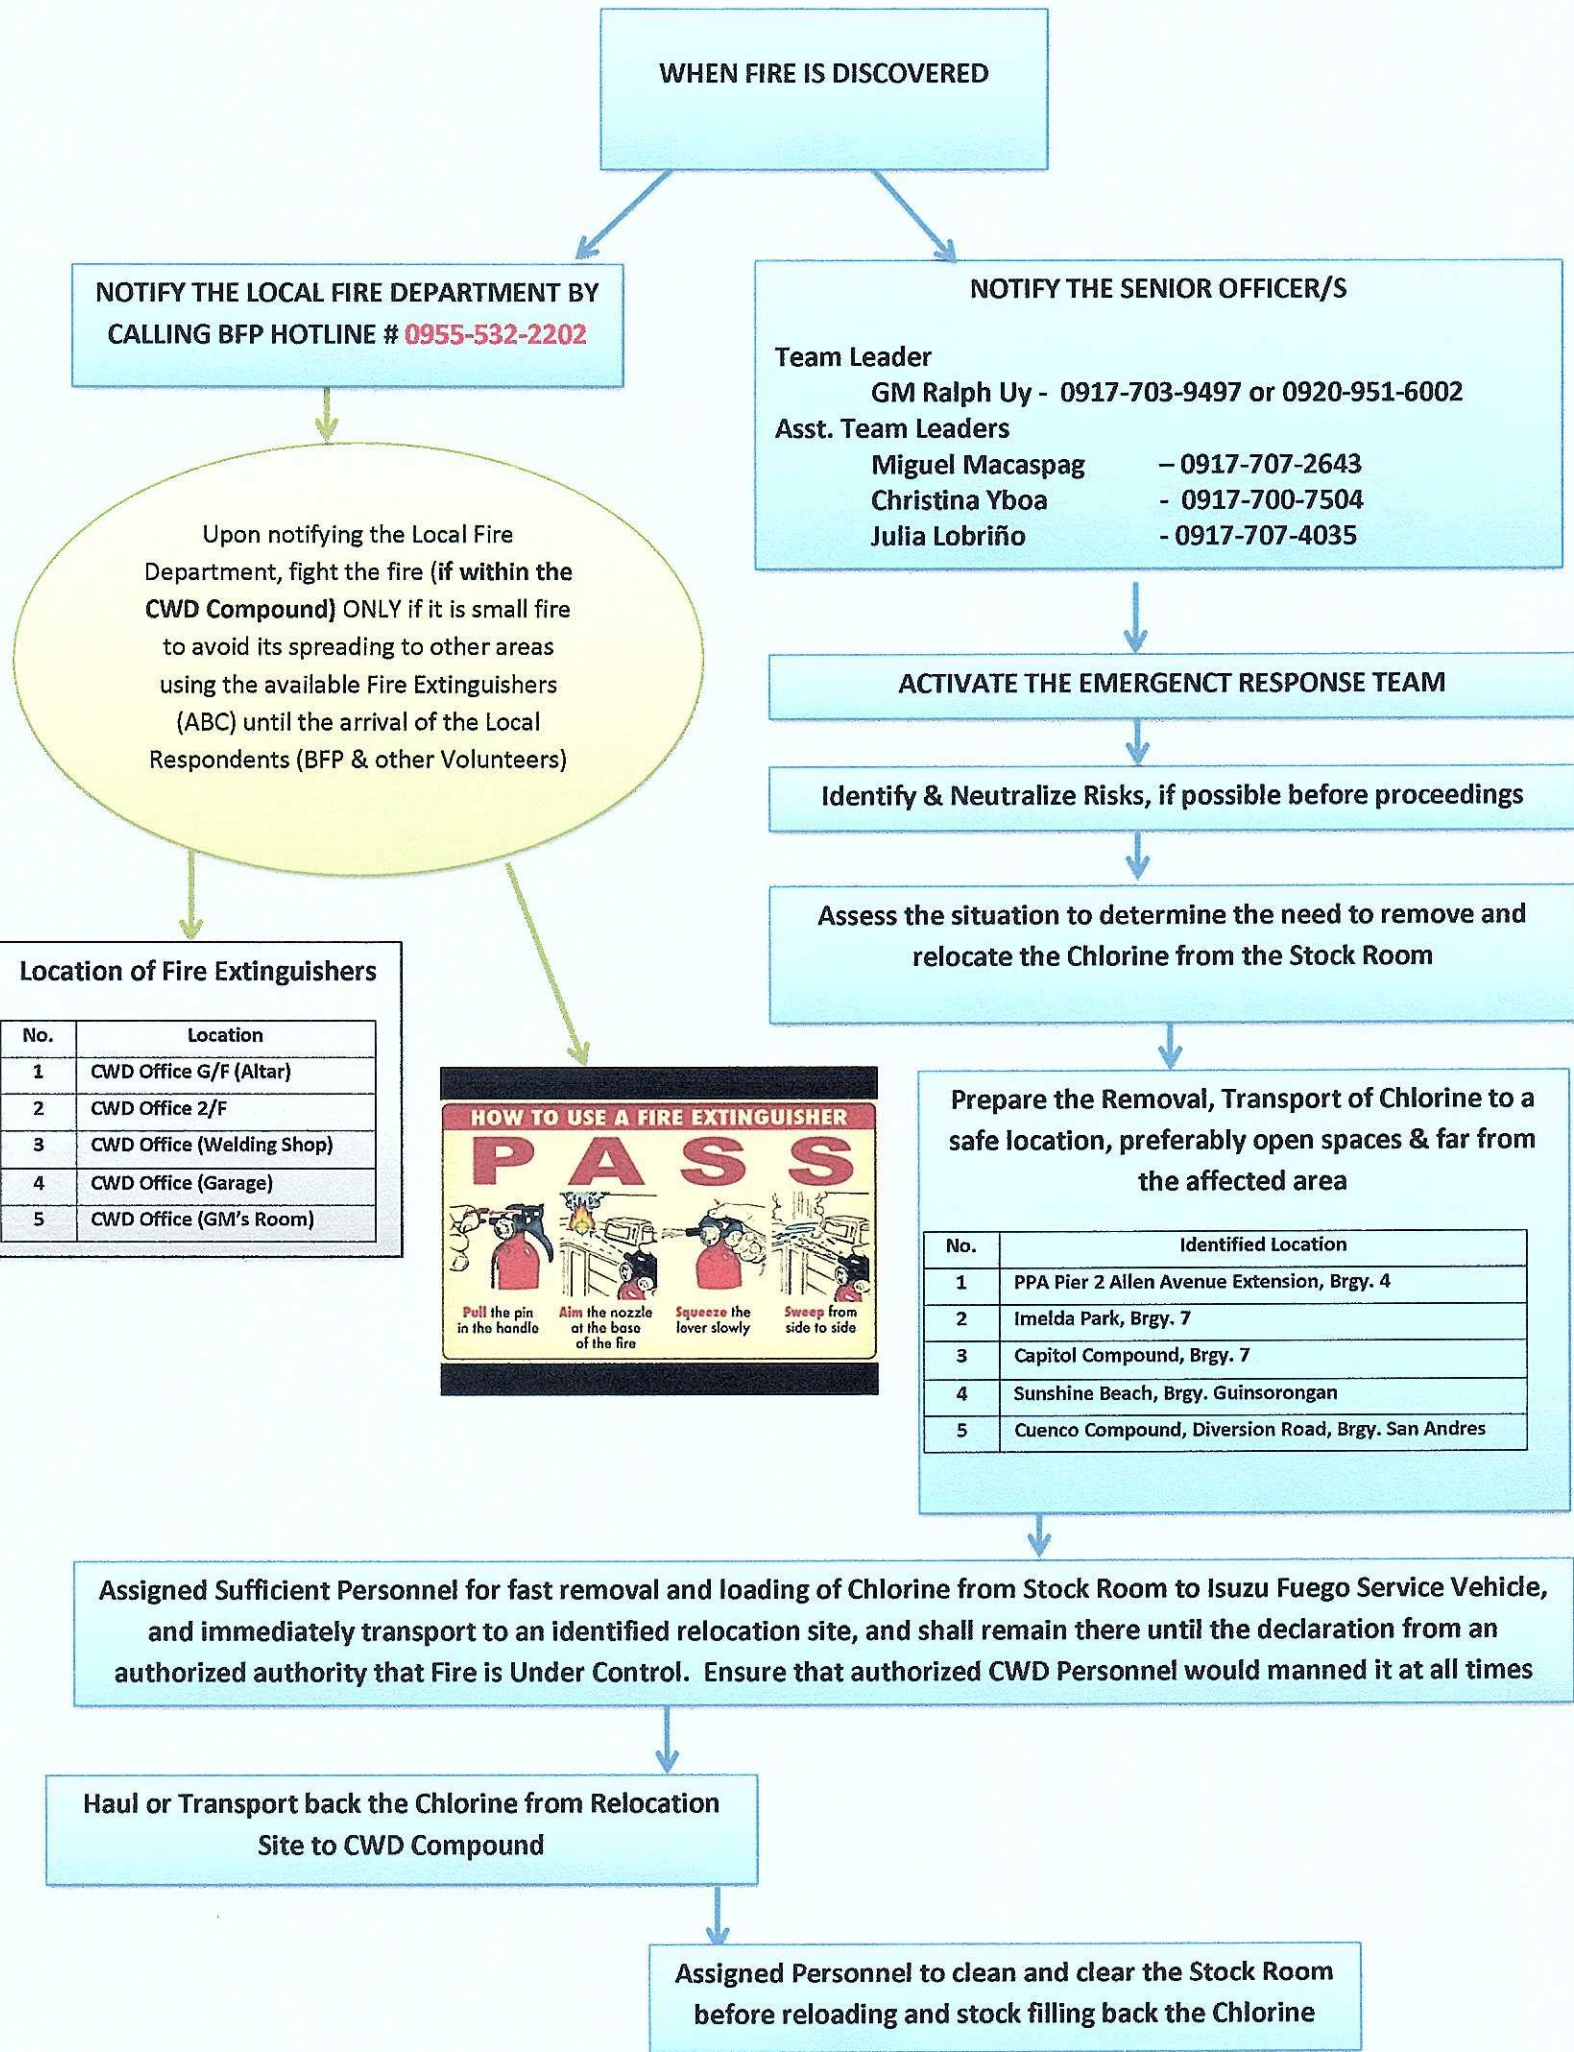 WHEN FIRE IS DISCOVERED
NOTIFY THE LOCAL FIRE DEPARTMENT BY
CALLING BFP HOTLINE # 0955-532-2202
NOTIFY THE SENIOR OFFICER/S
Team Leader
GM Ralph Uy - 0917-703-9497 or 0920-951-6002
Asst. Team Leaders
Miguel Macaspag – 0917-707-2643
Christina Yboa - 0917-700-7504
Julia Lobriño - 0917-707-4035
Upon notifying the Local Fire
Department, fight the fire (if within the
CWD Compound) ONLY if it is small fire
to avoid its spreading to other areas
using the available Fire Extinguishers
(ABC) until the arrival of the Local
Respondents (BFP & other Volunteers)
ACTIVATE THE EMERGENCT RESPONSE TEAM
Identify & Neutralize Risks, if possible before proceedings
Assess the situation to determine the need to remove and
relocate the Chlorine from the Stock Room
Location of Fire Extinguishers
No. Location
1 CWD Office G/F (Altar)
2 CWD Office 2/F
3 CWD Office (Welding Shop)
4 CWD Office (Garage)
5 CWD Office (GM's Room)
HOW TO USE A FIRE EXTINGUISHER
P A S S
Pull the pin
in the handle
Aim the nozzle
at the base
of the fire
Squeeze the
lever slowly
Sweep from
side to side
Prepare the Removal, Transport of Chlorine to a
safe location, preferably open spaces & far from
the affected area
No. Identified Location
1 PPA Pier 2 Allen Avenue Extension, Brgy. 4
2 Imelda Park, Brgy. 7
3 Capitol Compound, Brgy. 7
4 Sunshine Beach, Brgy. Guinsorongan
5 Cuenco Compound, Diversion Road, Brgy. San Andres
Assigned Sufficient Personnel for fast removal and loading of Chlorine from Stock Room to Isuzu Fuego Service Vehicle,
and immediately transport to an identified relocation site, and shall remain there until the declaration from an
authorized authority that Fire is Under Control. Ensure that authorized CWD Personnel would manned it at all times
Haul or Transport back the Chlorine from Relocation
Site to CWD Compound
Assigned Personnel to clean and clear the Stock Room
before reloading and stock filling back the Chlorine